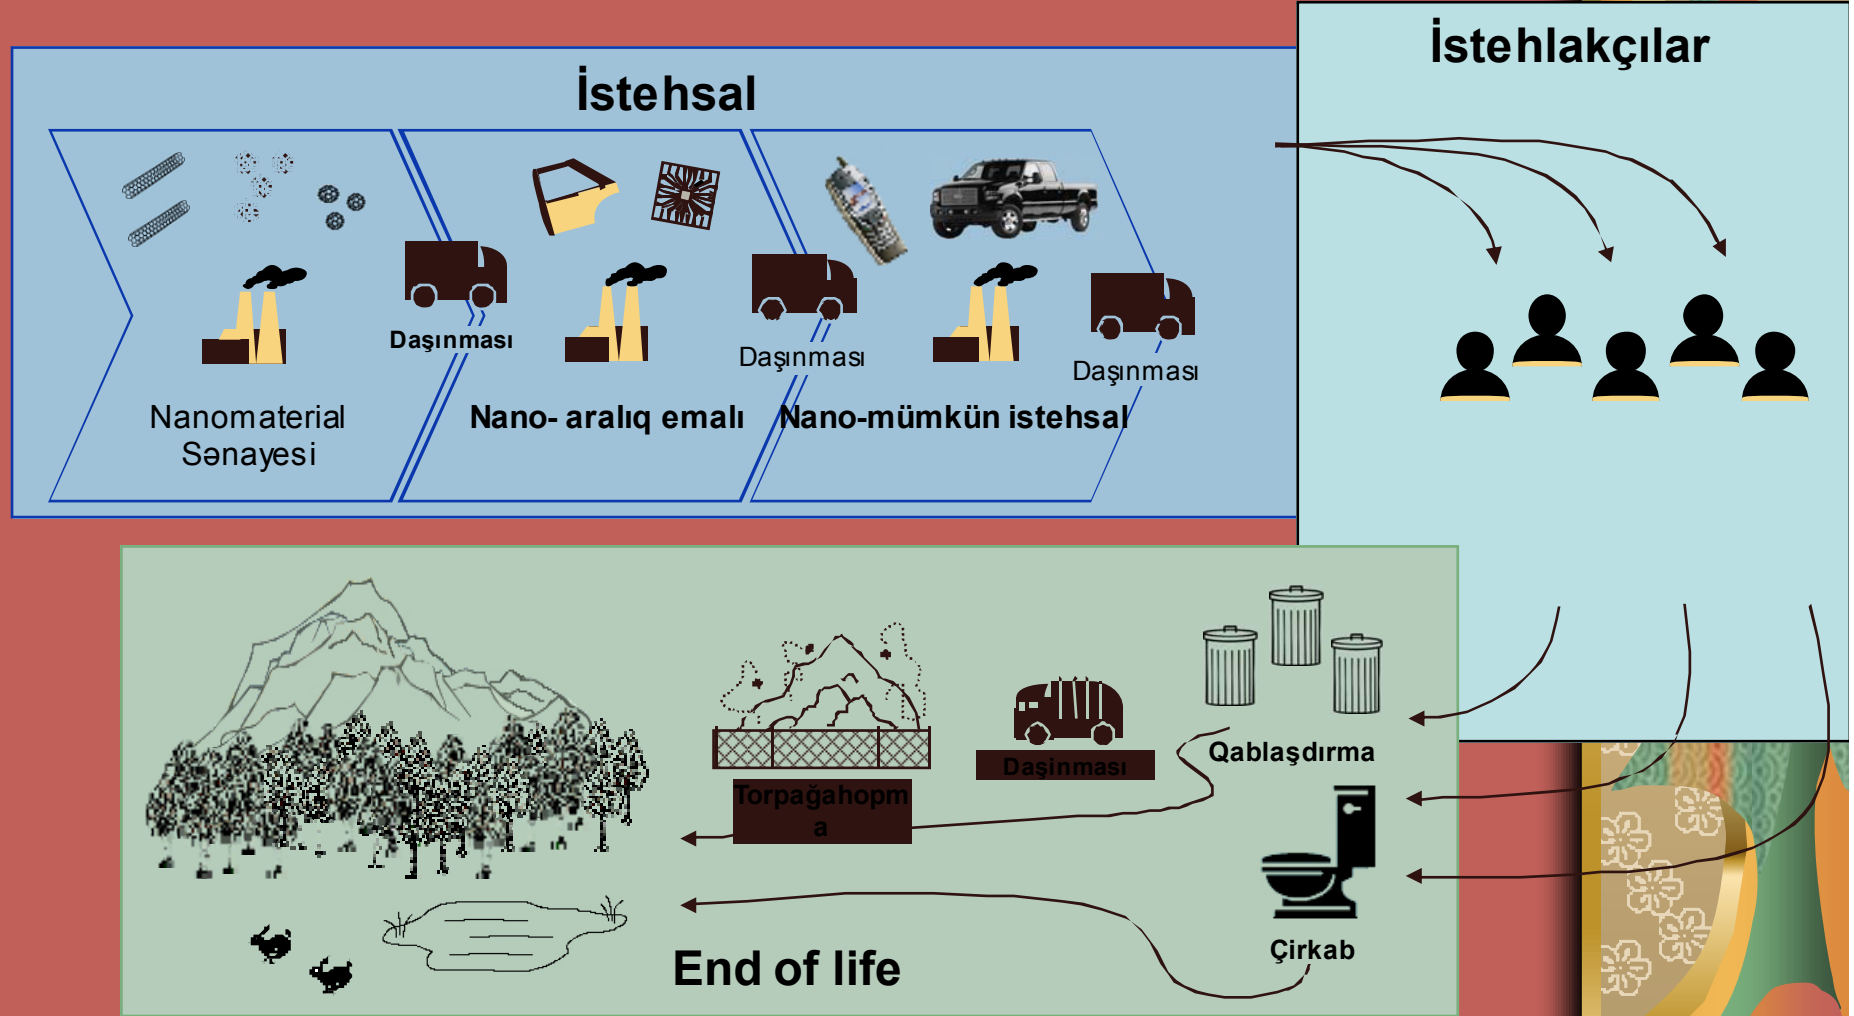 İstehsal
İstehlakçılar
Daşınması
Daşınması
Daşınması
Nanomaterial
Sənayesi
Nano- aralıq emalı
Nano-mümkün istehsal
Qablaşdırma
Daşinması
Torpağahopm
a
Çirkab
End of life